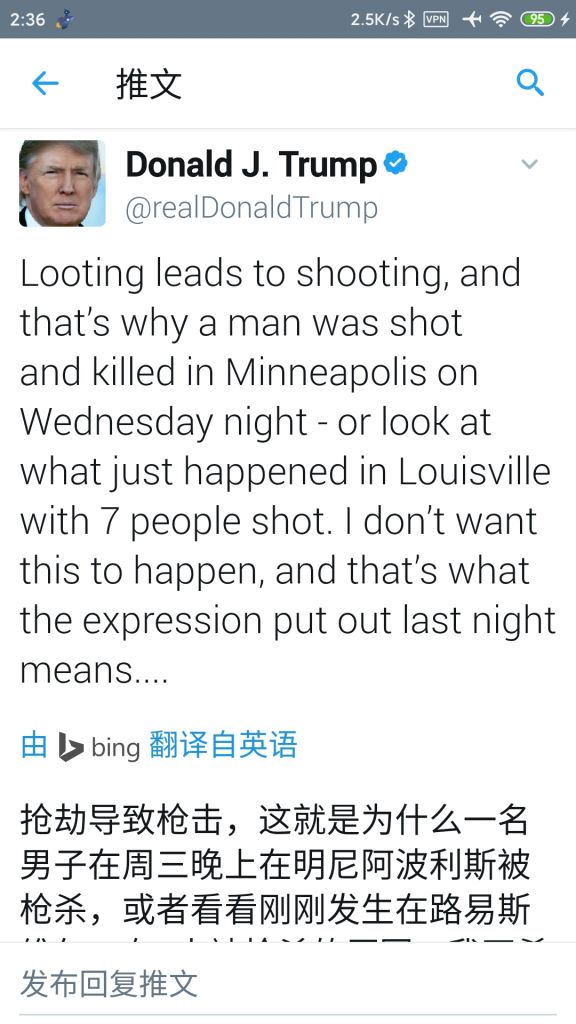 2:36 2.5K/s VPN 95
推文
Donald J. Trump
@realDonaldTrump
Looting leads to shooting, and
that’s why a man was shot
and killed in Minneapolis on
Wednesday night - or look at
what just happened in Louisville
with 7 people shot. I don’t want
this to happen, and that’s what
the expression put out last night
means....
由 bing 翻译自英语
抢劫导致枪击，这就是为什么一名
男子在周三晚上在明尼阿波利斯被
枪杀，或者看看刚刚发生在路易斯
发布回复推文